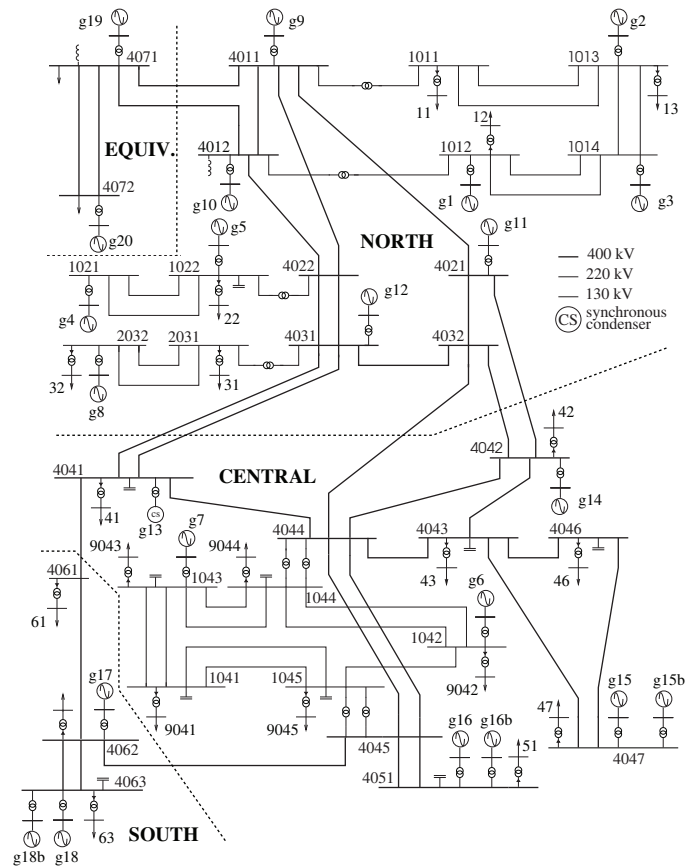 g19
g9
g2
4071
4011
1011
1013
11
12
13
EQUIV.
4012
1012
1014
4072
g10
g1
g3
g20
g5
NORTH
g11
1021
1022
4022
4021
400 kV
220 kV
130 kV
CS synchronous
condenser
g12
g4
22
2032
2031
4031
4032
32
g8
31
42
4042
4041
CENTRAL
41
cs
g13
g7
g14
4044
4043
4046
9043
9044
4061
1043
1044
43
46
g6
61
1042
1041
1045
9042
g17
9041
9045
g16
g16b
51
47
g15
g15b
4062
4045
4047
4063
4051
g18b
g18
63
SOUTH